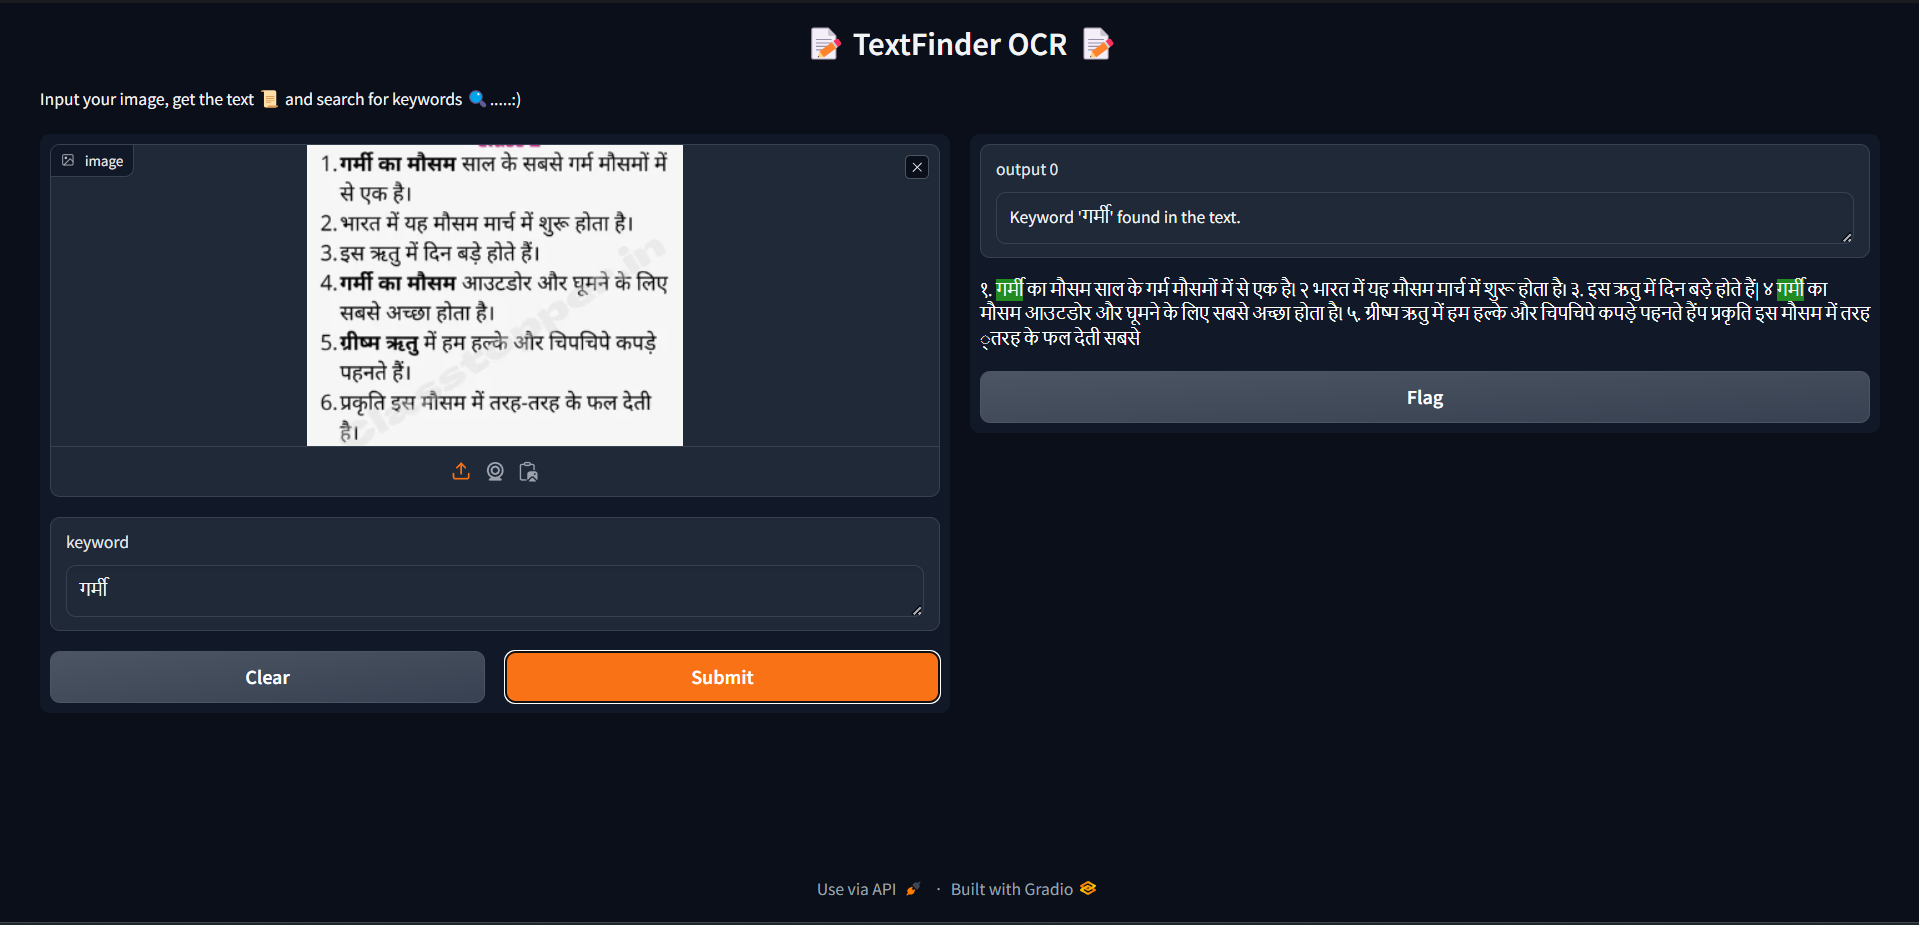 📝 TextFinder OCR 📝
Input your image, get the text 📜 and search for keywords 🔍.....:)
image
1.गर्मी का मौसम साल के सबसे गर्म मौसमों में
से एक है।
2.भारत में यह मौसम मार्च में शुरू होता है।
3.इस ऋतु में दिन बड़े होते हैं।
4.गर्मी का मौसम आउटडोर और घूमने के लिए
सबसे अच्छा होता है।
5.ग्रीष्म ऋतु में हम हल्के और चिपचिपे कपड़े
पहनते हैं।
6.प्रकृति इस मौसम में तरह-तरह के फल देती
है।
keyword
गर्मी
Clear
Submit
output 0
Keyword 'गर्मी' found in the text.
१. गर्मी का मौसम साल के गर्म मौसमों में से एक है। २ भारत में यह मौसम मार्च में शुरू होता है। ३. इस ऋतु में दिन बड़े होते हैं| ४ गर्मी का
मौसम आउटडोर और घूमने के लिए सबसे अच्छा होता है। ५. ग्रीष्म ऋतु में हम हल्के और चिपचिपे कपड़े पहनते हैंप प्रकृति इस मौसम में तरह
्तरह के फल देती सबसे
Flag
Use via API 🚀 · Built with Gradio